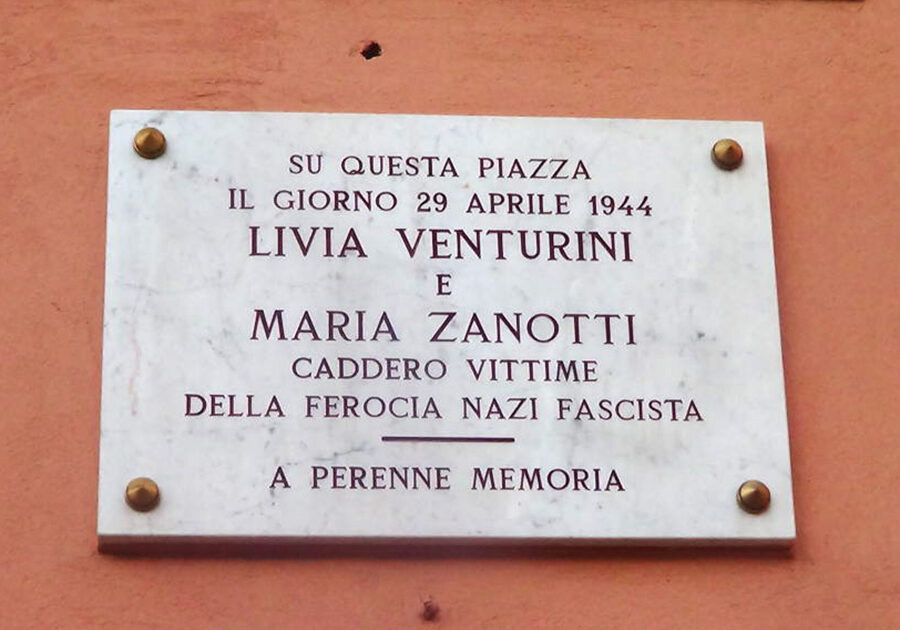 SU QUESTA PIAZZA
IL GIORNO 29 APRILE 1944
LIVIA VENTURINI
E
MARIA ZANOTTI
CADDERO VITTIME
DELLA FEROCIA NAZI FASCISTA
A PERENNE MEMORIA